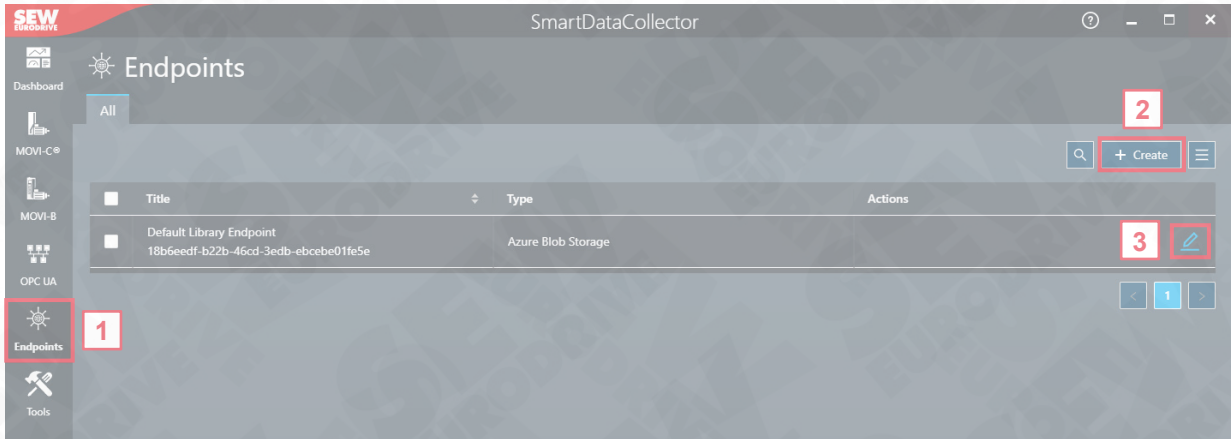 SEW
EURODRIVE
SmartDataCollector
?
Dashboard
Endpoints
All
MOVI-C®
2
+ Create
Title
Type
Actions
MOVI-B
Default Library Endpoint
18b6eedf-b22b-46cd-3edb-ebcebe01fe5e
Azure Blob Storage
3
OPC UA
< 1 >
1
Endpoints
Tools